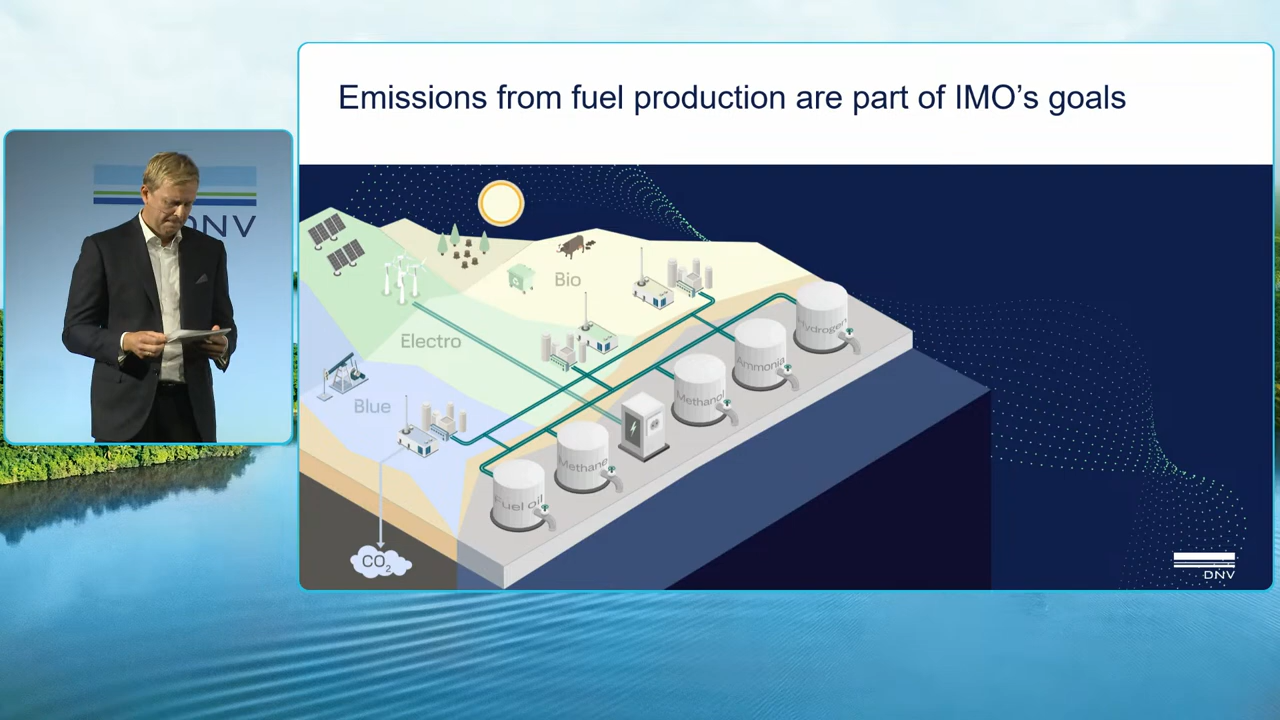 Emissions from fuel production are part of IMO's goals
DNV
Bio
Electro
Blue
Hydrogen
Ammonia
Methanol
Methane
Fuel oil
CO2
DNV